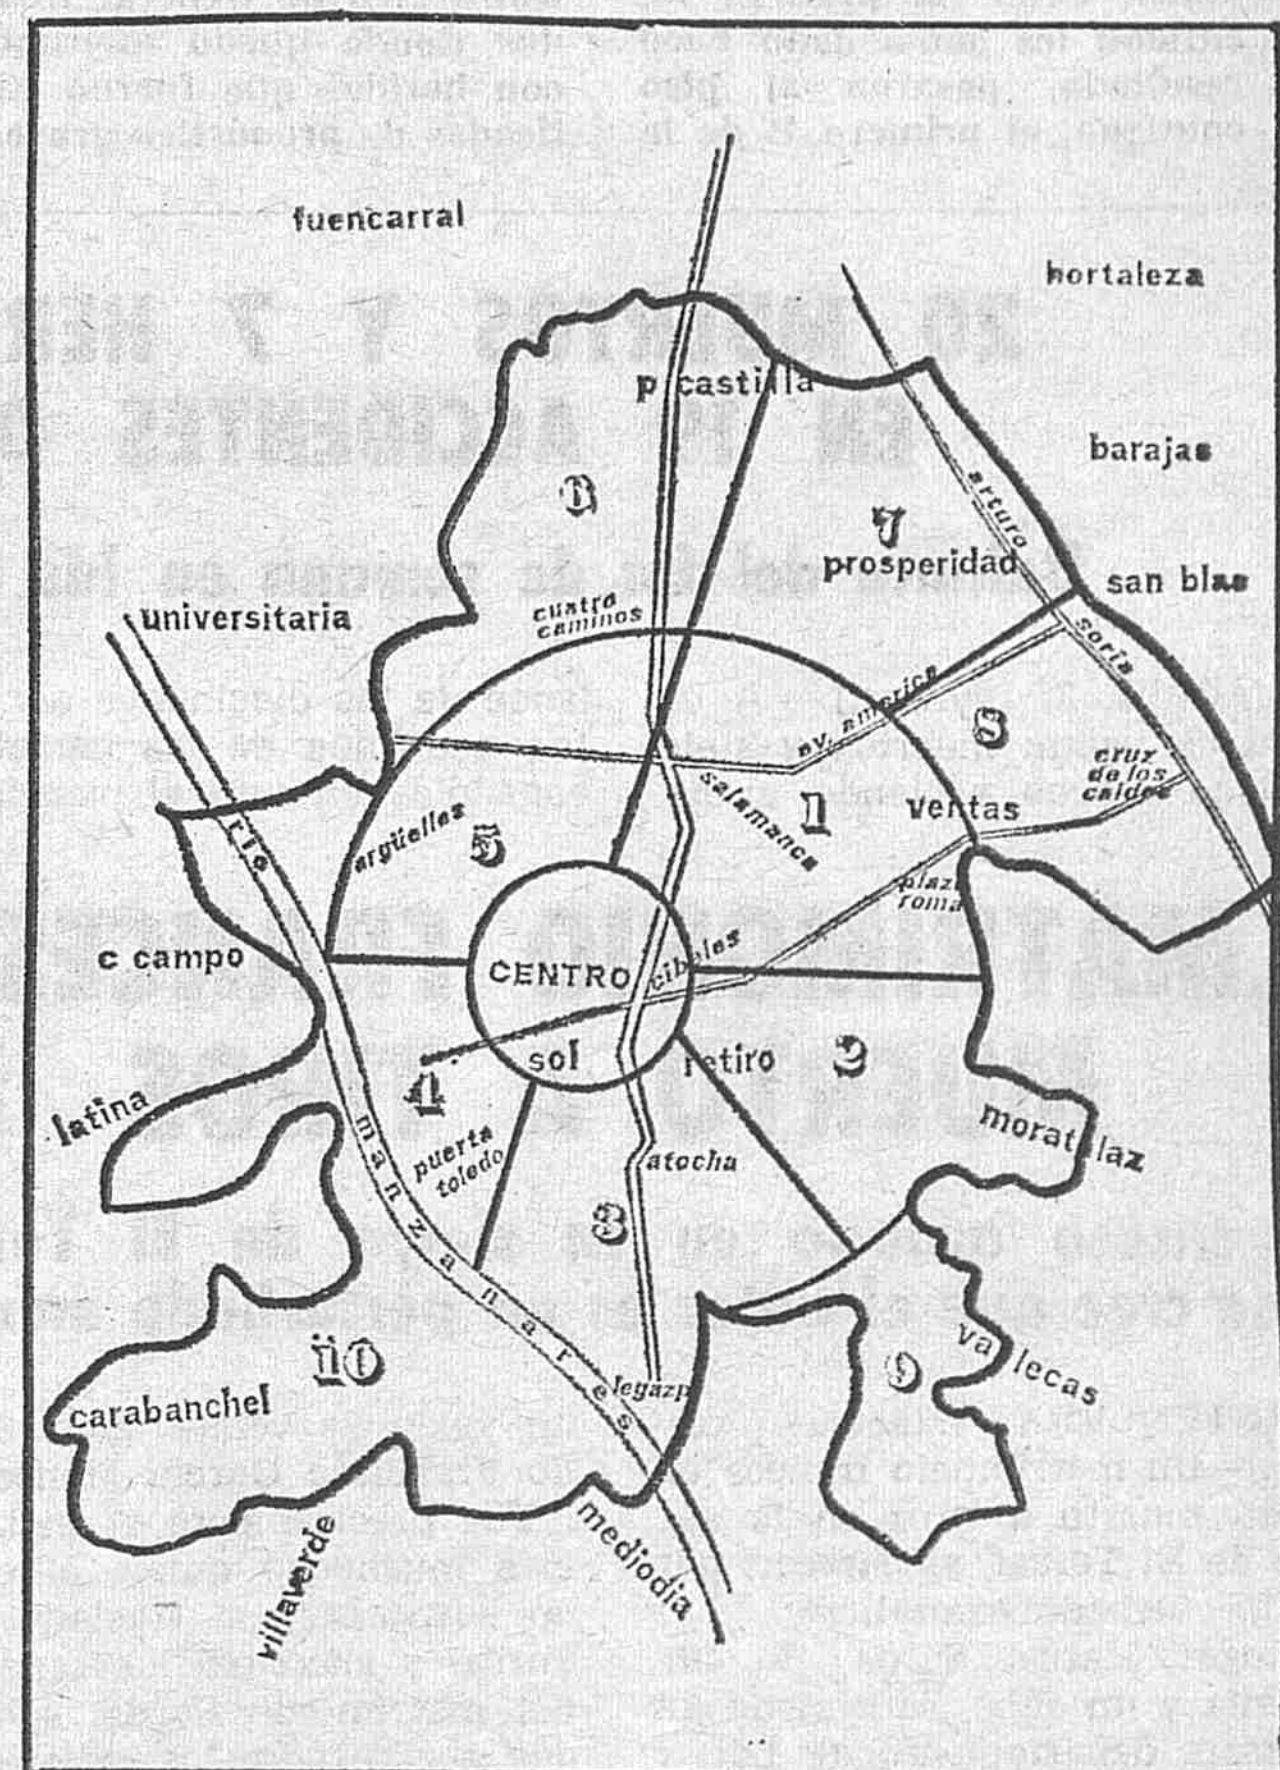 fuencarral
hortaleza
p castilla
barajas
6
arturo
7
prosperidad
san blas
cuatro
caminos
universitaria
soria
av. america
8
cruz
de los
caidos
salamanca
1
ventas
argüelles
5
río
plaza
roma
c campo
CENTRO
cibeles
sol
retiro
2
4
latina
moratalaz
manzanares
puerta
toledo
atocha
3
vallecas
10
9
legazpi
carabanchel
mediodia
villaverde